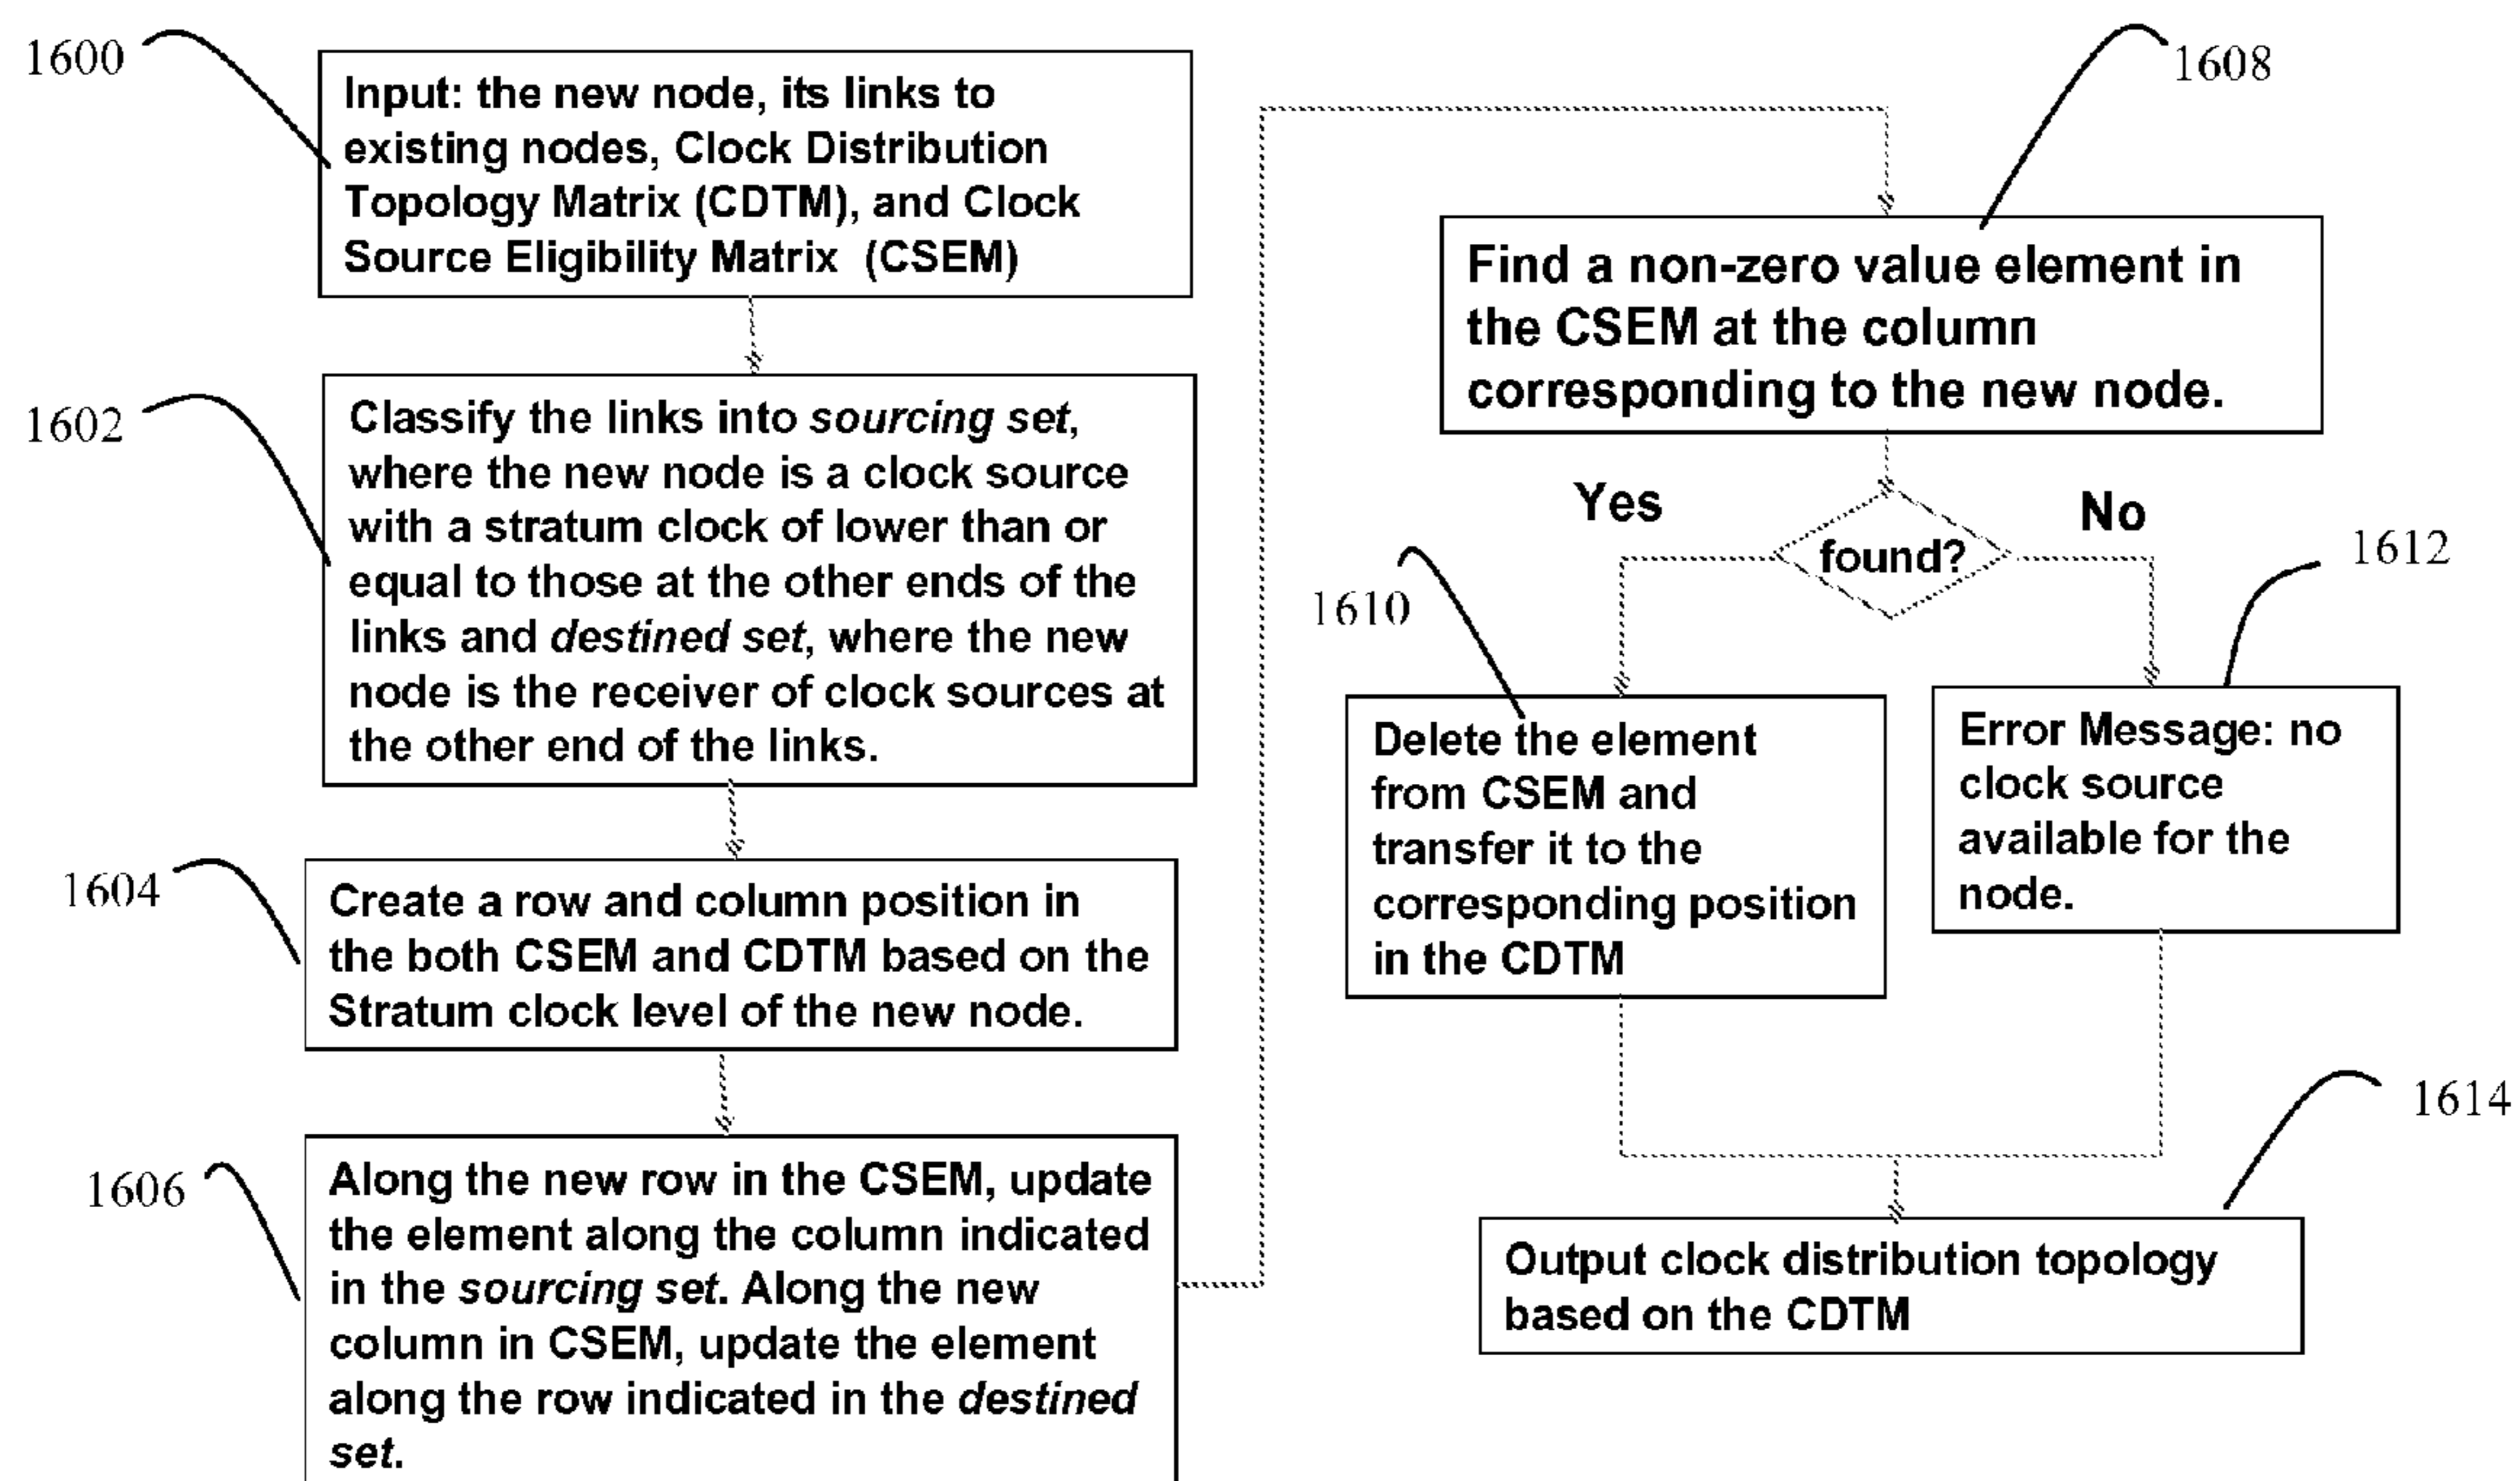 1600
Input: the new node, its links to
existing nodes, Clock Distribution
Topology Matrix (CDTM), and Clock
Source Eligibility Matrix (CSEM)
1602
Classify the links into sourcing set,
where the new node is a clock source
with a stratum clock of lower than or
equal to those at the other ends of the
links and destined set, where the new
node is the receiver of clock sources at
the other end of the links.
1604
Create a row and column position in
the both CSEM and CDTM based on the
Stratum clock level of the new node.
1606
Along the new row in the CSEM, update
the element along the column indicated
in the sourcing set. Along the new
column in CSEM, update the element
along the row indicated in the destined
set.
1608
Find a non-zero value element in
the CSEM at the column
corresponding to the new node.
Yes
No
found?
1610
Delete the element
from CSEM and
transfer it to the
corresponding position
in the CDTM
1612
Error Message: no
clock source
available for the
node.
1614
Output clock distribution topology
based on the CDTM